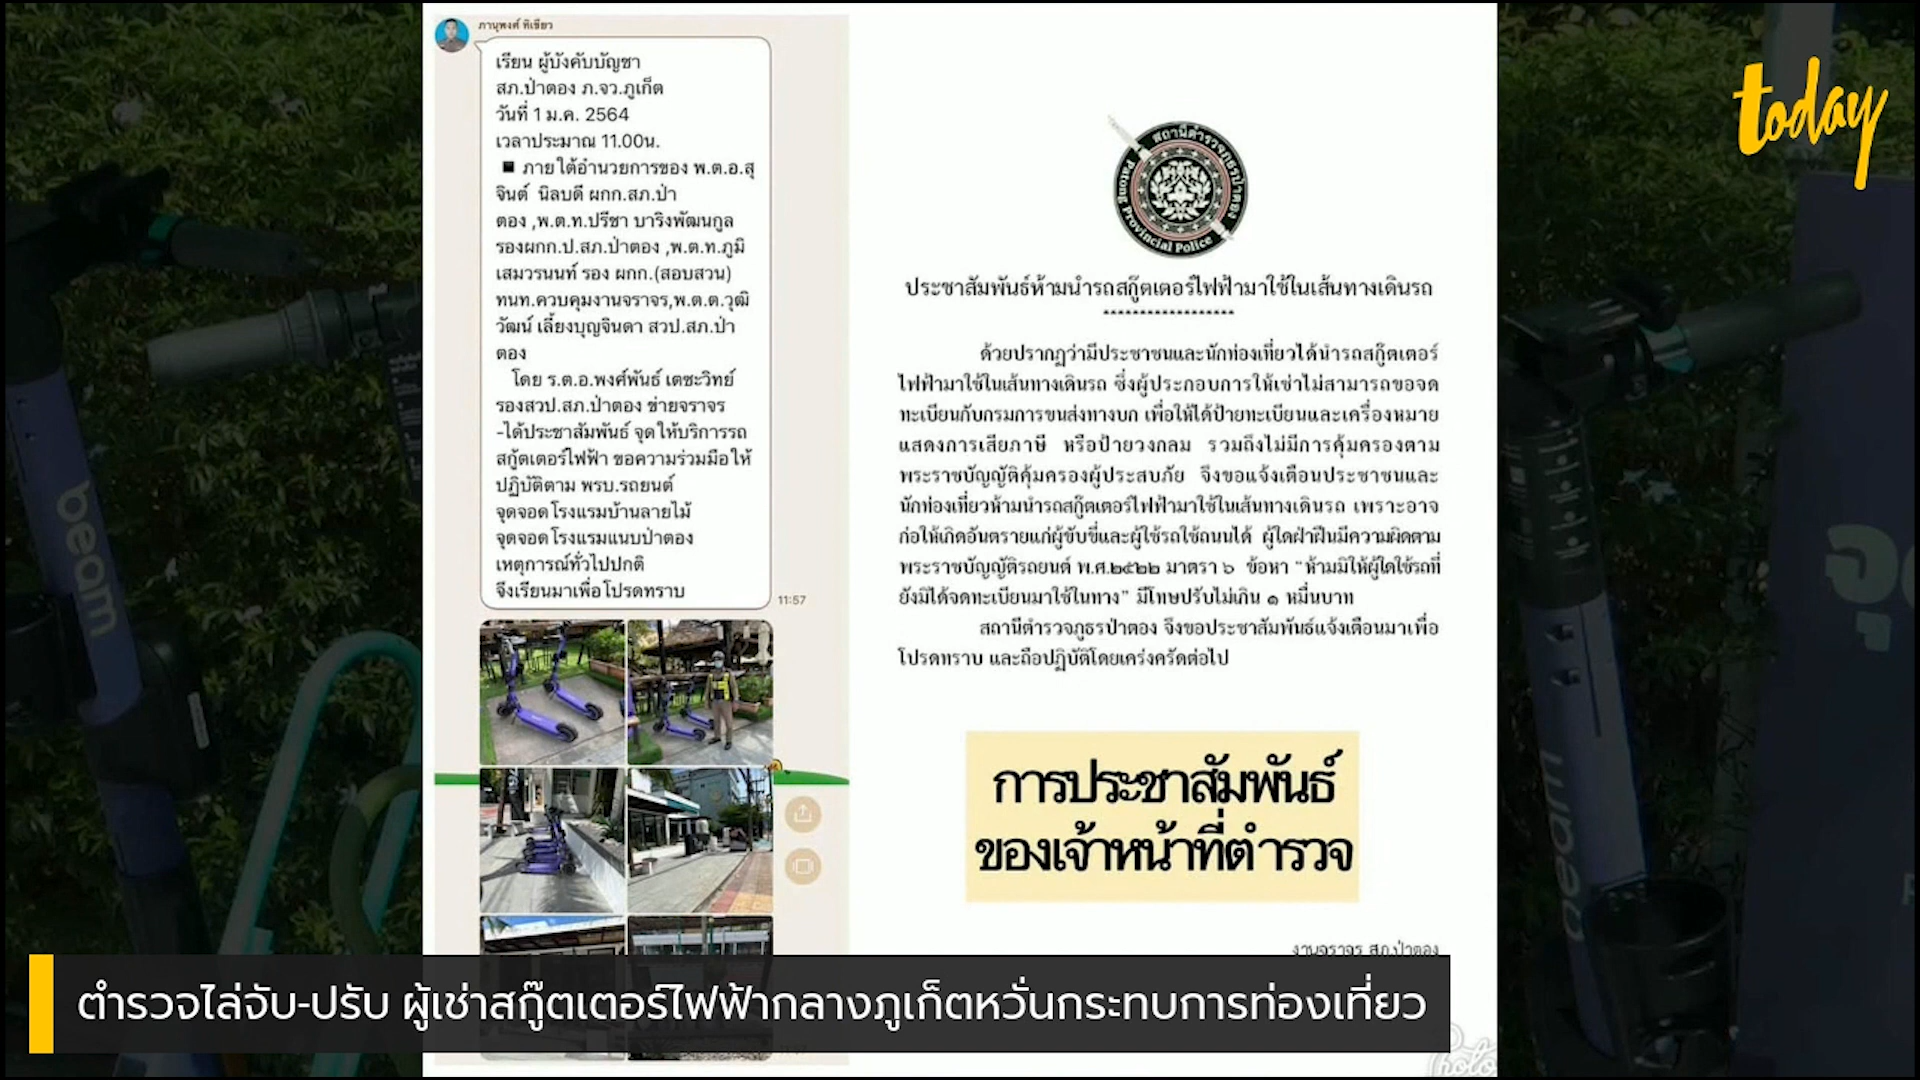 ภานุพงศ์ ทิเขียว
เรียน ผู้บังคับบัญชา
สภ.ป่าตอง ภ.จว.ภูเก็ต
วันที่ 1 ม.ค. 2564
เวลาประมาณ 11.00น.
■ ภายใต้อำนวยการของ พ.ต.อ.สุ
จินต์ นิลบดี ผกก.สภ.ป่า
ตอง ,พ.ต.ท.ปรีชา บาริงพัฒนกูล
รองผกก.ป.สภ.ป่าตอง ,พ.ต.ท.ภูมิ
เสมวรนนท์ รอง ผกก.(สอบสวน)
ทนท.ควบคุมงานจราจร,พ.ต.ต.วุฒิ
วัฒน์ เลี้ยงบุญจินดา สวป.สภ.ป่า
ตอง
โดย ร.ต.อ.พงศ์พันธ์ เตชะวิทย์
รองสวป.สภ.ป่าตอง ข่ายจราจร
-ได้ประชาสัมพันธ์ จุดให้บริการรถ
สกู้ตเตอร์ไฟฟ้า ขอความร่วมมือให้
ปฏิบัติตาม พรบ.รถยนต์
จุดจอดโรงแรมบ้านลายไม้
จุดจอดโรงแรมแนบป่าตอง
เหตุการณ์ทั่วไปปกติ
จึงเรียนมาเพื่อโปรดทราบ
11:57
สถานีตำรวจภูธรป่าตอง
Patong Provincial Police
ประชาสัมพันธ์ห้ามนำรถสกู๊ตเตอร์ไฟฟ้ามาใช้ในเส้นทางเดินรถ
******************
ด้วยปรากฏว่ามีประชาชนและนักท่องเที่ยวได้นำรถสกู๊ตเตอร์
ไฟฟ้ามาใช้ในเส้นทางเดินรถ ซึ่งผู้ประกอบการให้เช่าไม่สามารถขอจด
ทะเบียนกับกรมการขนส่งทางบก เพื่อให้ได้ป้ายทะเบียนและเครื่องหมาย
แสดงการเสียภาษี หรือป้ายวงกลม รวมถึงไม่มีการคุ้มครองตาม
พระราชบัญญัติคุ้มครองผู้ประสบภัย จึงขอแจ้งเตือนประชาชนและ
นักท่องเที่ยวห้ามนำรถสกู๊ตเตอร์ไฟฟ้ามาใช้ในเส้นทางเดินรถ เพราะอาจ
ก่อให้เกิดอันตรายแก่ผู้ขับขี่และผู้ใช้รถใช้ถนนได้ ผู้ใดฝ่าฝืนมีความผิดตาม
พระราชบัญญัติรถยนต์ พ.ศ.๒๕๒๒ มาตรา ๖ ข้อหา "ห้ามมิให้ผู้ใดใช้รถที่
ยังมิได้จดทะเบียนมาใช้ในทาง" มีโทษปรับไม่เกิน ๑ หมื่นบาท
สถานีตำรวจภูธรป่าตอง จึงขอประชาสัมพันธ์แจ้งเตือนมาเพื่อ
โปรดทราบ และถือปฏิบัติโดยเคร่งครัดต่อไป
การประชาสัมพันธ์
ของเจ้าหน้าที่ตำรวจ
งานจราจร สภ.ป่าตอง
ตำรวจไล่จับ-ปรับ ผู้เช่าสกู๊ตเตอร์ไฟฟ้ากลางภูเก็ตหวั่นกระทบการท่องเที่ยว
today
beam
beam